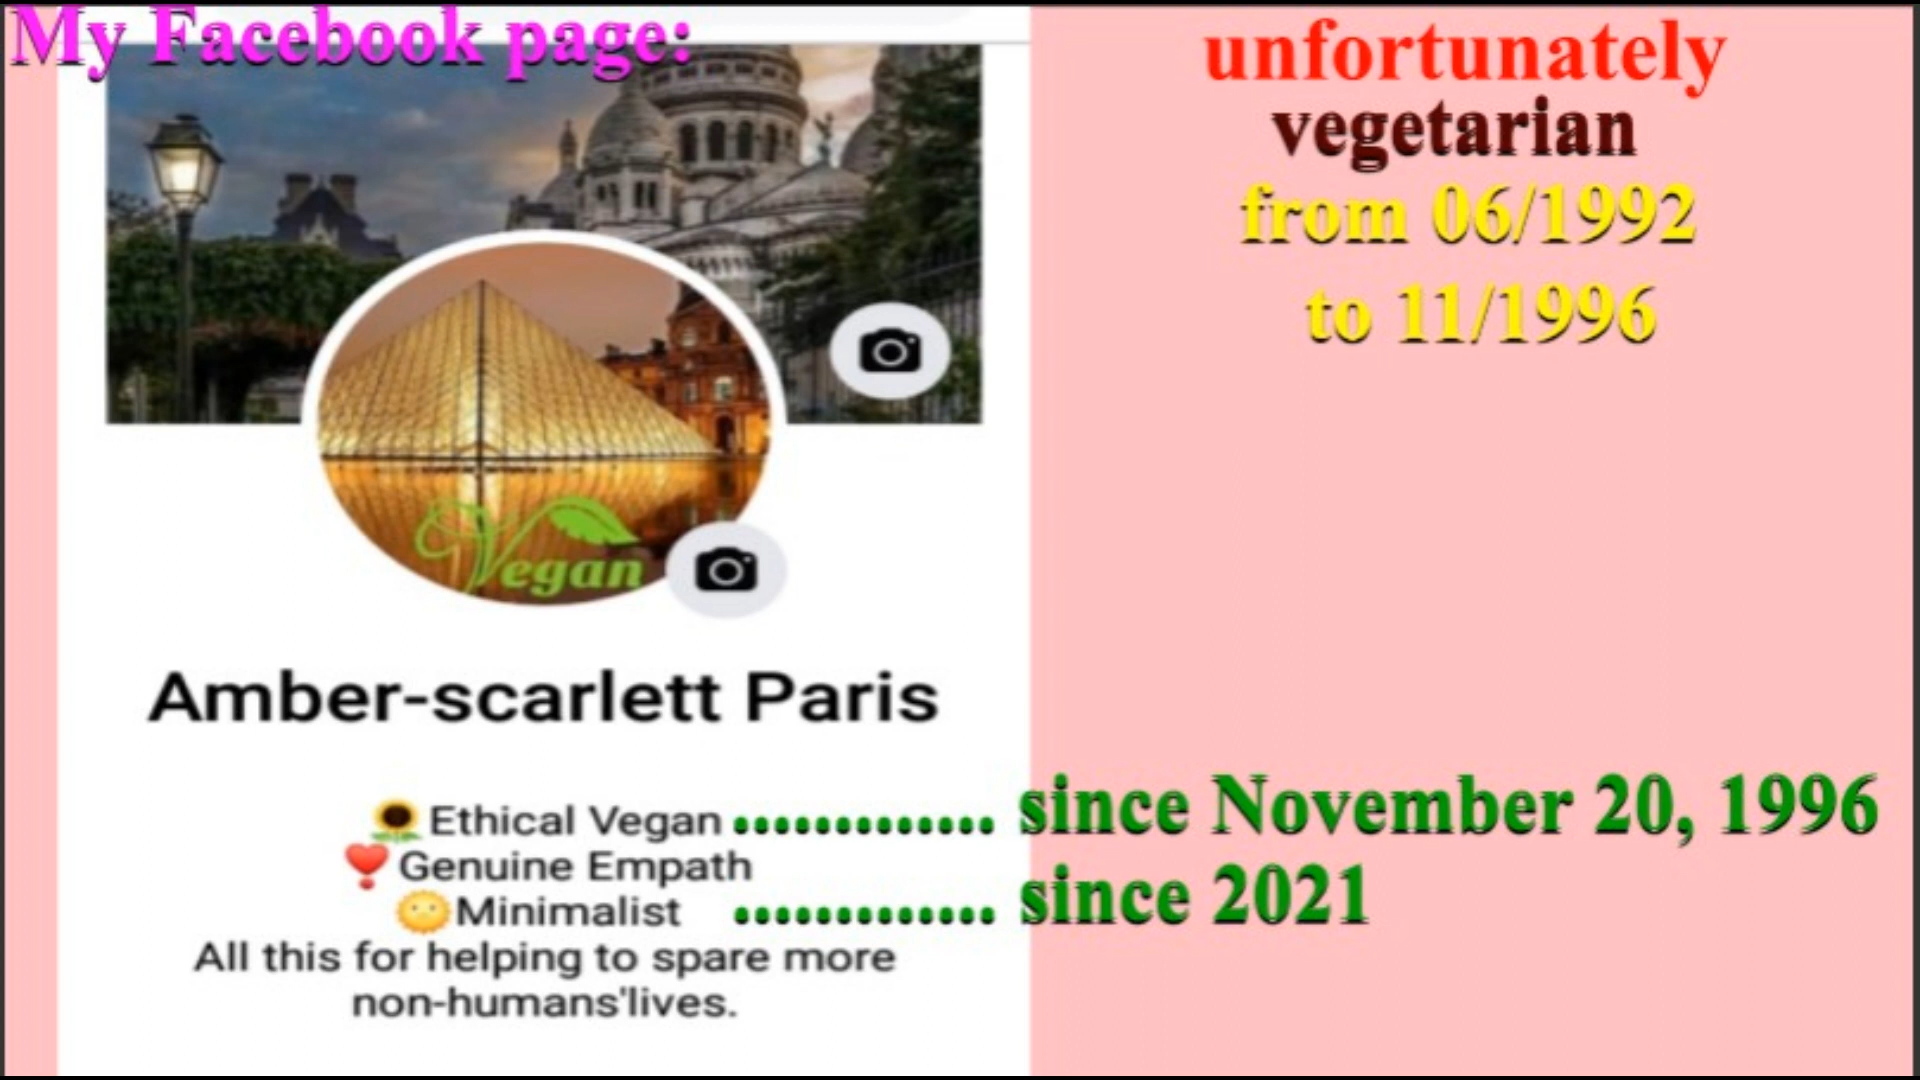 My Facebook page:
unfortunately
vegetarian
from 06/1992
to 11/1996
Vegan
Amber-scarlett Paris
🌻Ethical Vegan............. since November 20, 1996
❣️Genuine Empath
🌞Minimalist ............. since 2021
All this for helping to spare more
non-humans'lives.